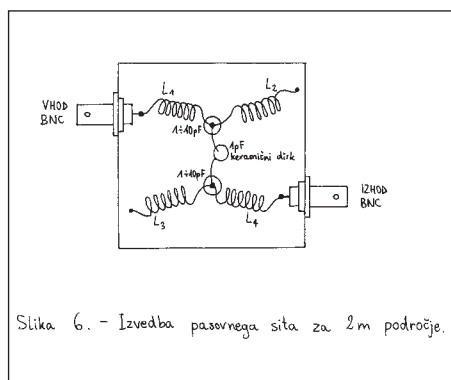 L1
L2
VHOD
BNC
1÷10pF
1pF
keramični disk
1÷10pF
L3
L4
IZHOD
BNC
Slika 6. - Izvedba pasovnega sita za 2m področje.